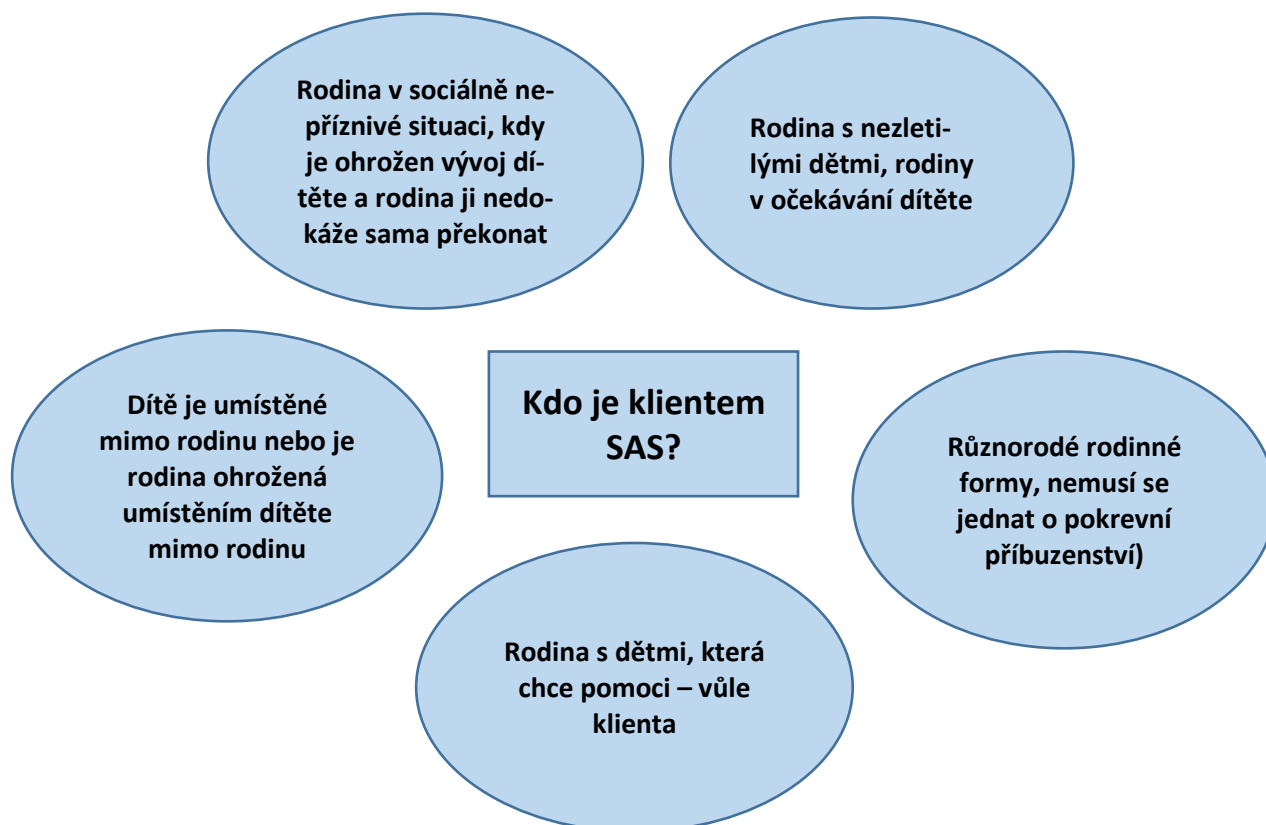 Rodina v sociálně ne-
příznivé situaci, kdy
je ohrožen vývoj dí-
těte a rodina ji nedo-
káže sama překonat
Rodina s nezleti-
lými dětmi, rodiny
v očekávání dítěte
Dítě je umístěné
mimo rodinu nebo je
rodina ohrožená
umístěním dítěte
mimo rodinu
Kdo je klientem
SAS?
Různorodé rodinné
formy, nemusí se
jednat o pokrevní
příbuzenství)
Rodina s dětmi, která
chce pomoci – vůle
klienta